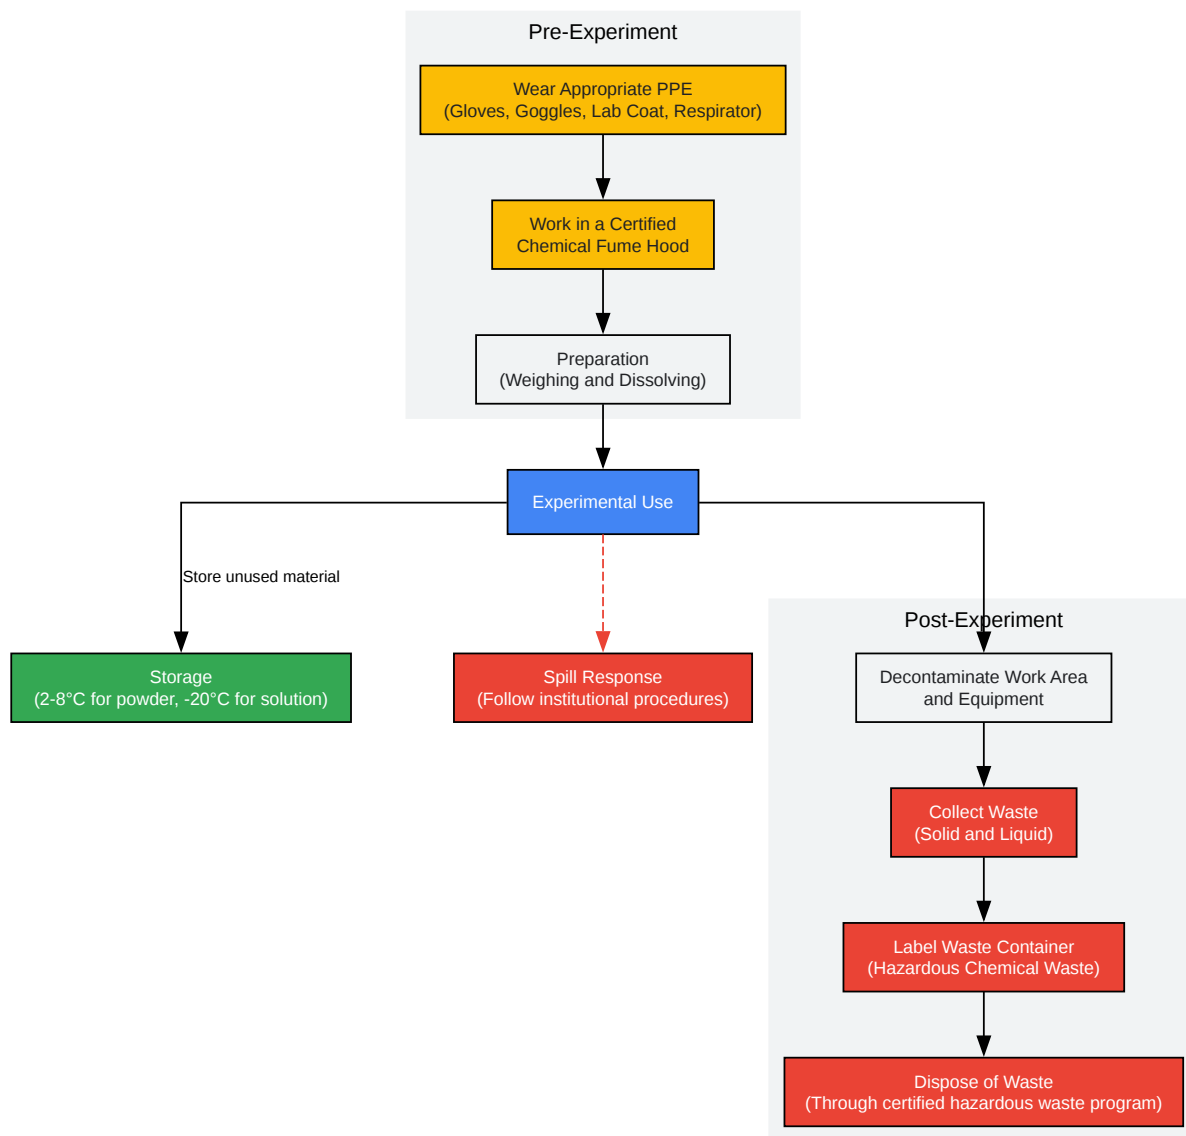 Pre-Experiment
Wear Appropriate PPE
(Gloves, Goggles, Lab Coat, Respirator)
Work in a Certified
Chemical Fume Hood
Preparation
(Weighing and Dissolving)
Experimental Use
Store unused material
Storage
(2-8°C for powder, -20°C for solution)
Spill Response
(Follow institutional procedures)
Post-Experiment
Decontaminate Work Area
and Equipment
Collect Waste
(Solid and Liquid)
Label Waste Container
(Hazardous Chemical Waste)
Dispose of Waste
(Through certified hazardous waste program)